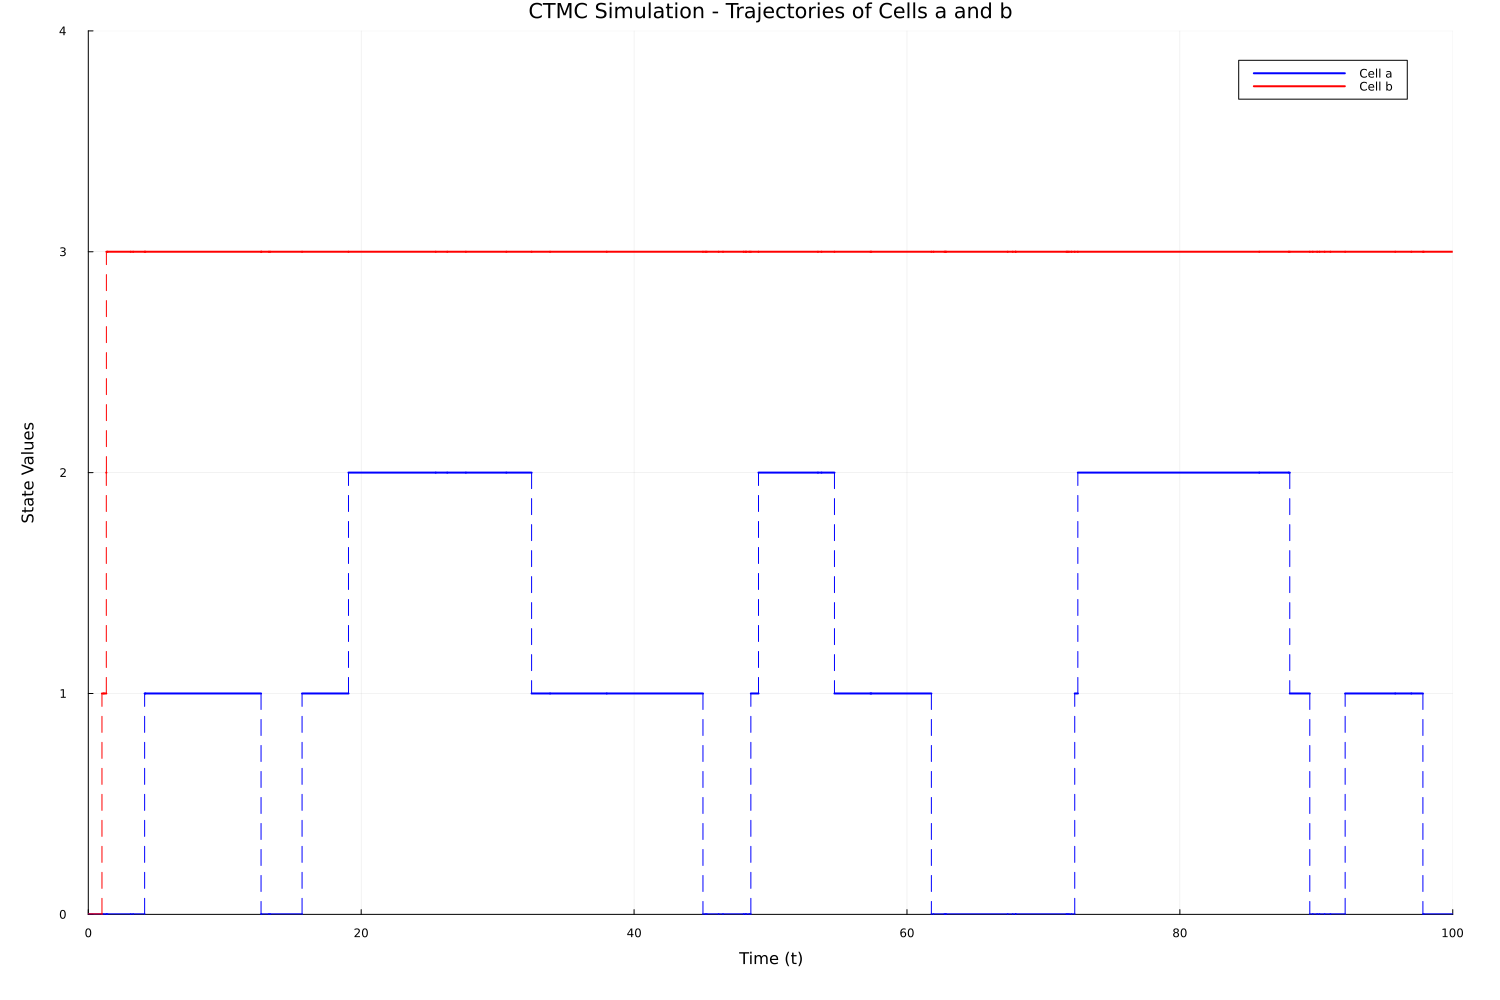 CTMC Simulation - Trajectories of Cells a and b
4
Cell a
Cell b
3
State Values
2
1
0
0 20 40 60 80 100
Time (t)